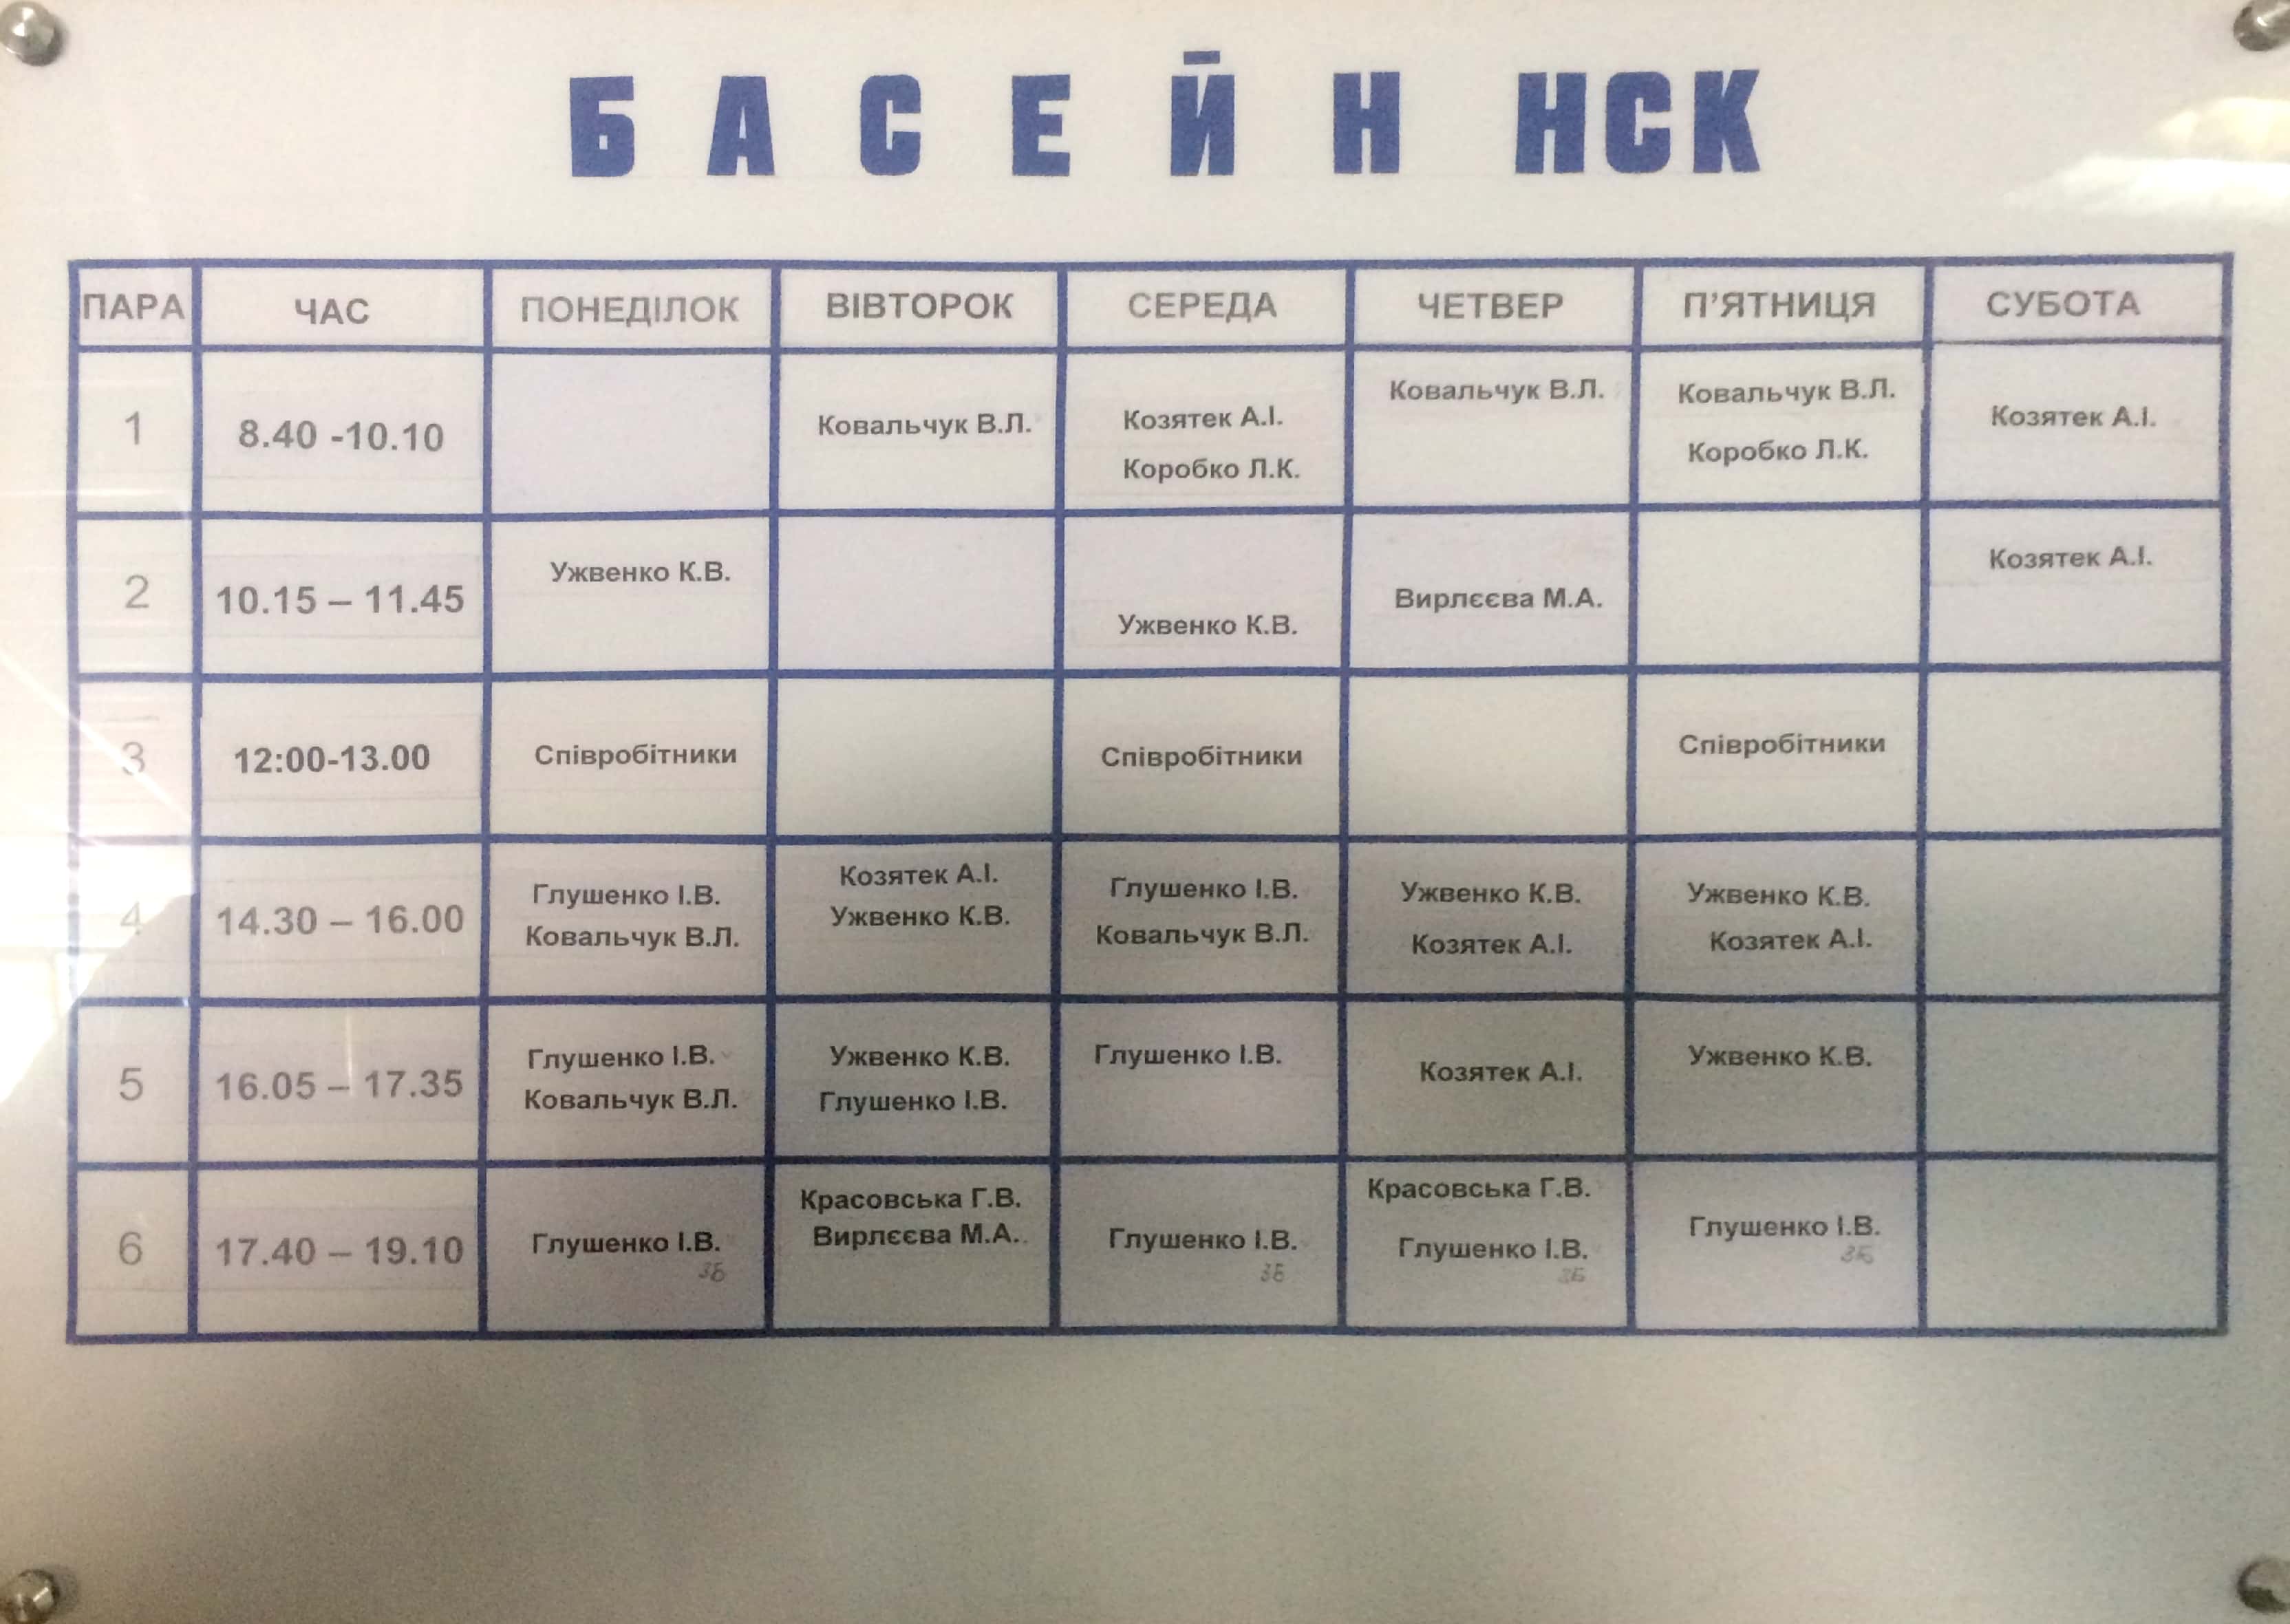 БАСЕЙН НСК
ПАРА ЧАС ПОНЕДІЛОК ВІВТОРОК СЕРЕДА ЧЕТВЕР П'ЯТНИЦЯ СУБОТА
1 8.40 -10.10
Ковальчук В.Л.
Козятек А.І.
Коробко Л.К.
Ковальчук В.Л.
Ковальчук В.Л.
Коробко Л.К.
Козятек А.І.
2 10.15 – 11.45
Ужвенко К.В.
Ужвенко К.В.
Вирлєєва М.А.
Козятек А.І.
3 12:00-13.00
Співробітники
Співробітники
Співробітники
4 14.30 – 16.00
Глушенко І.В.
Ковальчук В.Л.
Козятек А.І.
Ужвенко К.В.
Глушенко І.В.
Ковальчук В.Л.
Ужвенко К.В.
Козятек А.І.
Ужвенко К.В.
Козятек А.І.
5 16.05 – 17.35
Глушенко І.В.
Ковальчук В.Л.
Ужвенко К.В.
Глушенко І.В.
Глушенко І.В.
Козятек А.І.
Ужвенко К.В.
6 17.40 – 19.10
Глушенко І.В.
Красовська Г.В.
Вирлєєва М.А.
Глушенко І.В.
Красовська Г.В.
Глушенко І.В.
Глушенко І.В.